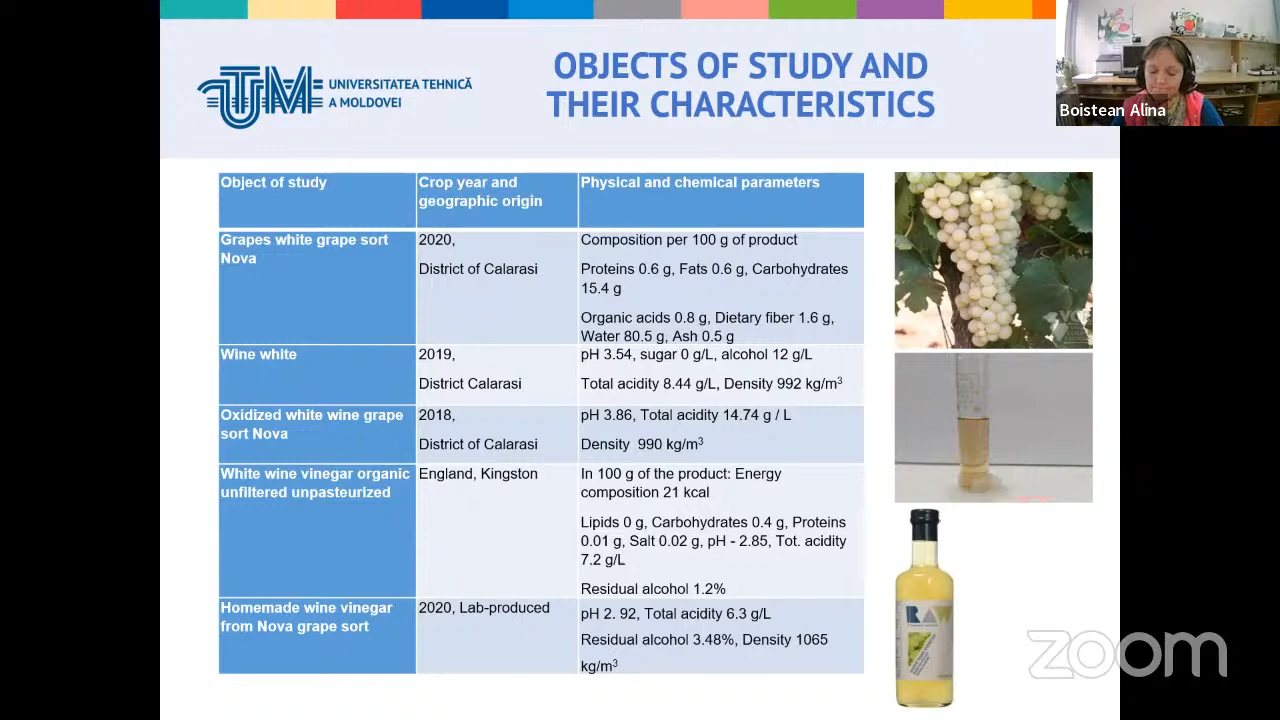 UTM
UNIVERSITATEA TEHNICĂ
A MOLDOVEI
OBJECTS OF STUDY AND
THEIR CHARACTERISTICS
Boistean Alina
Object of study
Crop year and
geographic origin
Physical and chemical parameters
Grapes white grape sort
Nova
2020,
District of Calarasi
Composition per 100 g of product
Proteins 0.6 g, Fats 0.6 g, Carbohydrates
15.4 g
Organic acids 0.8 g, Dietary fiber 1.6 g,
Water 80.5 g, Ash 0.5 g
Wine white
2019,
District Calarasi
pH 3.54, sugar 0 g/L, alcohol 12 g/L
Total acidity 8.44 g/L, Density 992 kg/m³
Oxidized white wine grape
sort Nova
2018,
District of Calarasi
pH 3.86, Total acidity 14.74 g / L
Density  990 kg/m³
White wine vinegar organic
unfiltered unpasteurized
England, Kingston
In 100 g of the product: Energy
composition 21 kcal
Lipids 0 g, Carbohydrates 0.4 g, Proteins
0.01 g, Salt 0.02 g, pH - 2.85, Tot. acidity
7.2 g/L
Residual alcohol 1.2%
Homemade wine vinegar
from Nova grape sort
2020, Lab-produced
pH 2. 92, Total acidity 6.3 g/L
Residual alcohol 3.48%, Density 1065
kg/m³
RAW
zoom